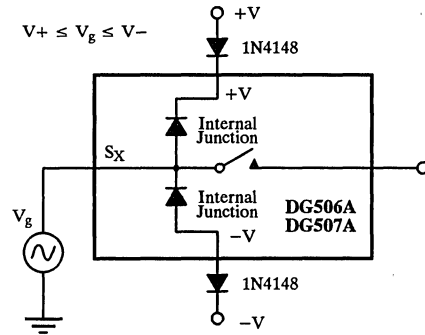 +V
V+ ≤ Vg ≤ V−
1N4148
+V
Internal
Junction
SX
Internal
Junction
Vg
DG506A
DG507A
−V
1N4148
−V